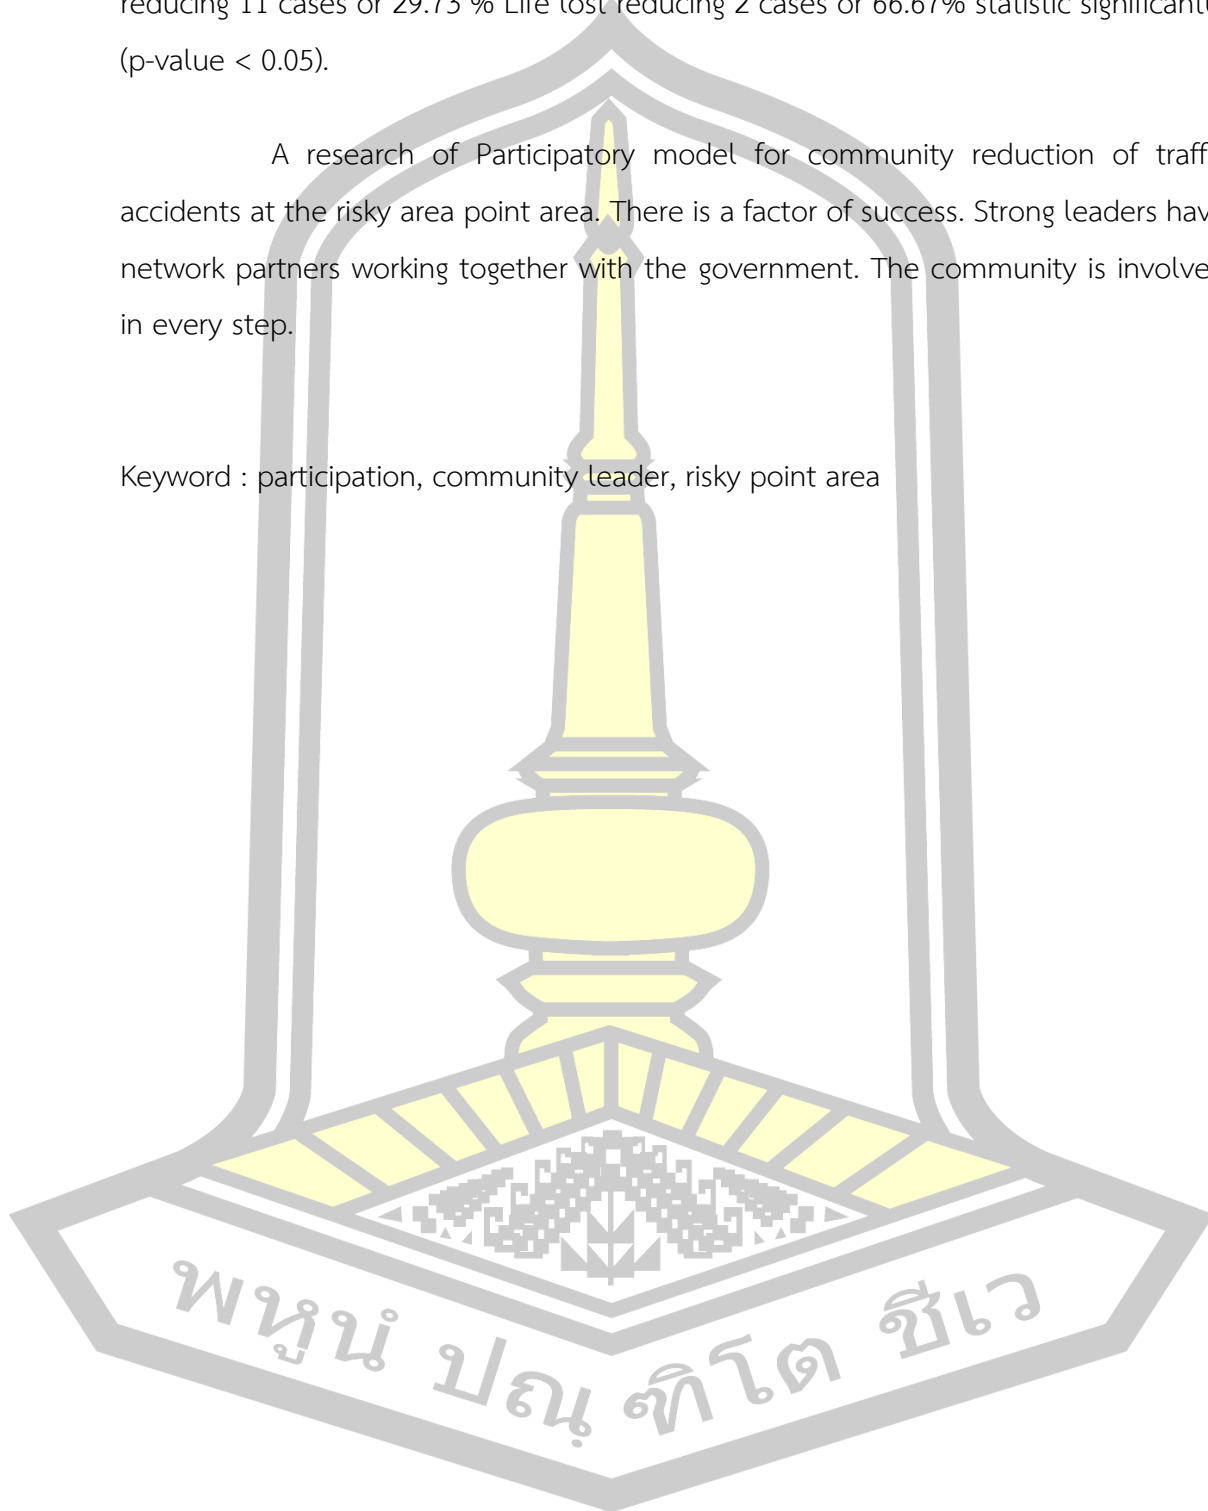 reducing 11 cases or 29.73 % Life lost reducing 2 cases or 66.67% statistic significant
(p-value < 0.05).
A research of Participatory model for community reduction of traff
accidents at the risky area point area. There is a factor of success. Strong leaders hav
network partners working together with the government. The community is involve
in every step.
Keyword : participation, community leader, risky point area
พหูนํ ปณฺฑิโต ชีเว